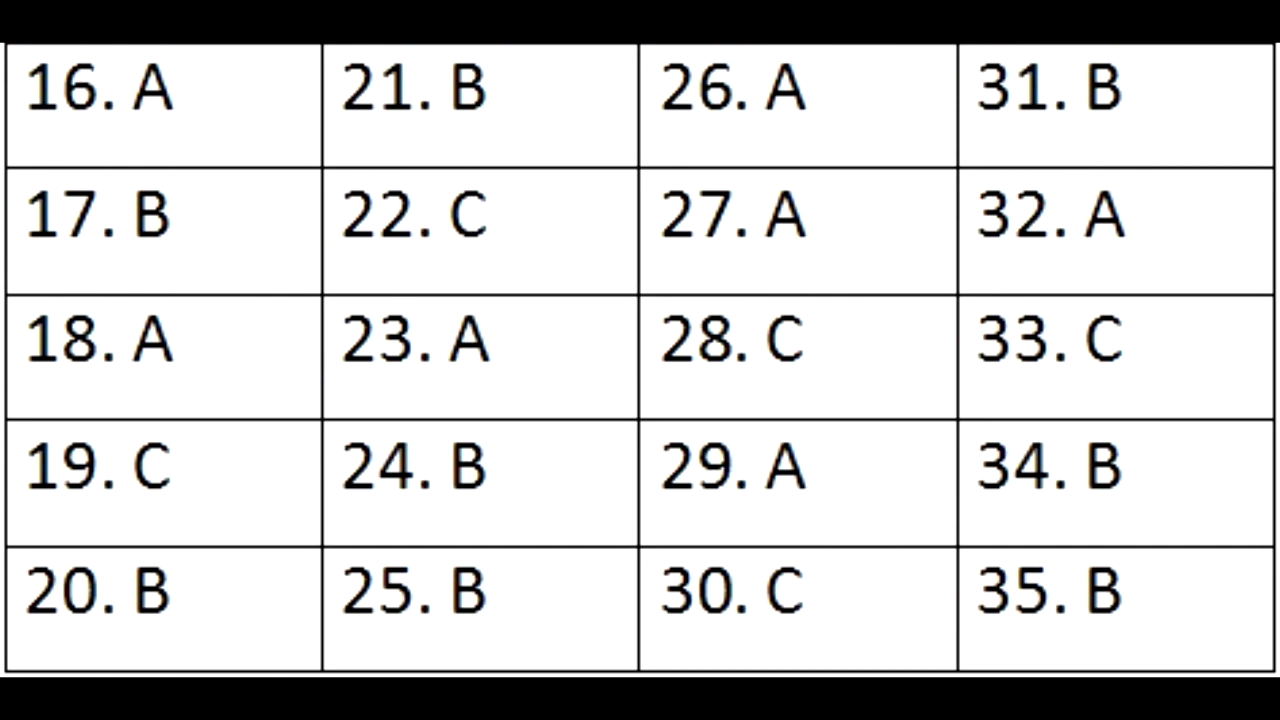 16. A 21. B 26. A 31. B
17. B 22. C 27. A 32. A
18. A 23. A 28. C 33. C
19. C 24. B 29. A 34. B
20. B 25. B 30. C 35. B